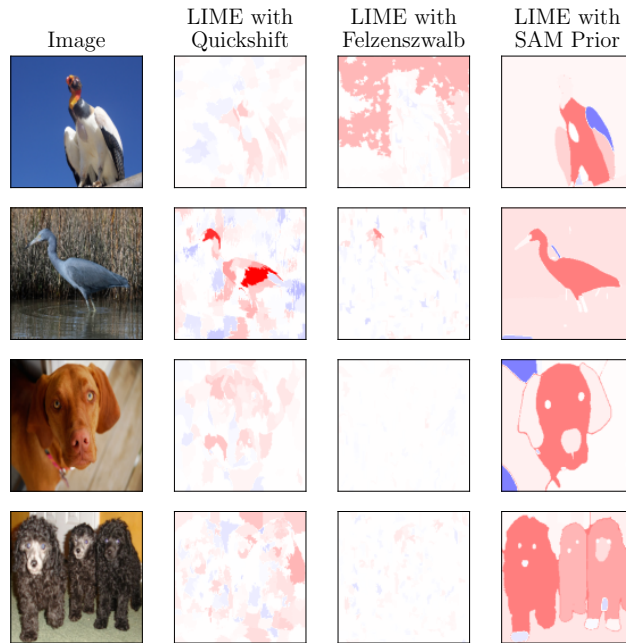 Image
LIME with
Quickshift
LIME with
Felzenszwalb
LIME with
SAM Prior